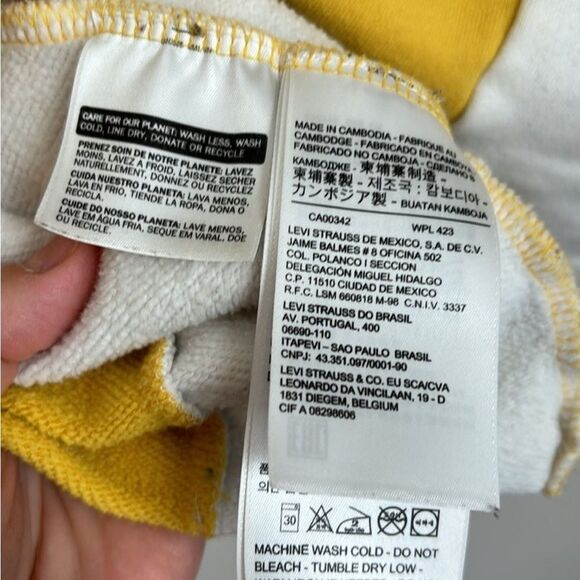 CARE FOR OUR PLANET: WASH LESS, WASH
COLD, LINE DRY, DONATE OR RECYCLE
PRENEZ SOIN DE NOTRE PLANETE: LAVEZ
MOINS, LAVEZ A FROID, LAISSEZ SECHER
NATURELLEMENT, DONNEZ OU RECYCLEZ
CUIDA NUESTRO PLANETA: LAVA MENOS,
LAVA EN FRIO, TIENDE LA ROPA, DONA O
RECICLA.
CUIDE DO NOSSO PLANETA: LAVE MENOS,
LAVE EM AGUA FRIA, SEQUE EM VARAL, DOE
OU RECICLE.
MADE IN CAMBODIA - FABRIQUE AU
CAMBODGE - FABRICADO EN CAMBOYA
FABRICADO NO CAMBOJA - СДЕЛАНО
КАМБОДЖЕ - 柬埔寨制造 -
柬埔寨製 - 제조국 : 캄보디아 -
カンボジア製 - BUATAN KAMBOJA
CA00342 WPL 423
LEVI STRAUSS DE MEXICO, S.A. DE C.V.
JAIME BALMES # 8 OFICINA 502
COL. POLANCO I SECCION
DELEGACIÓN MIGUEL HIDALGO
C.P. 11510 CIUDAD DE MEXICO
R.F.C. LSM 660818 M-98 C.N.I.V. 3337
LEVI STRAUSS DO BRASIL
AV. PORTUGAL, 400
06690-110
ITAPEVI – SAO PAULO BRASIL
CNPJ: 43.351.097/0001-90
LEVI STRAUSS & CO. EU SCA/CVA
LEONARDO DA VINCILAAN, 19 - D
1831 DIEGEM, BELGIUM
CIF A 08298606
30
MACHINE WASH COLD - DO NOT
BLEACH - TUMBLE DRY LOW -